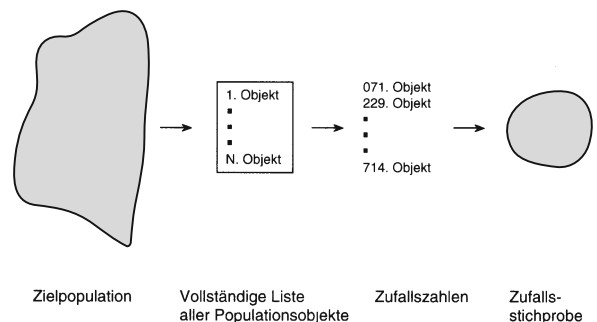 1. Objekt
N. Objekt
071. Objekt
229. Objekt
714. Objekt
Zielpopulation
Vollständige Liste
aller Populationsobjekte
Zufallszahlen
Zufalls-
stichprobe